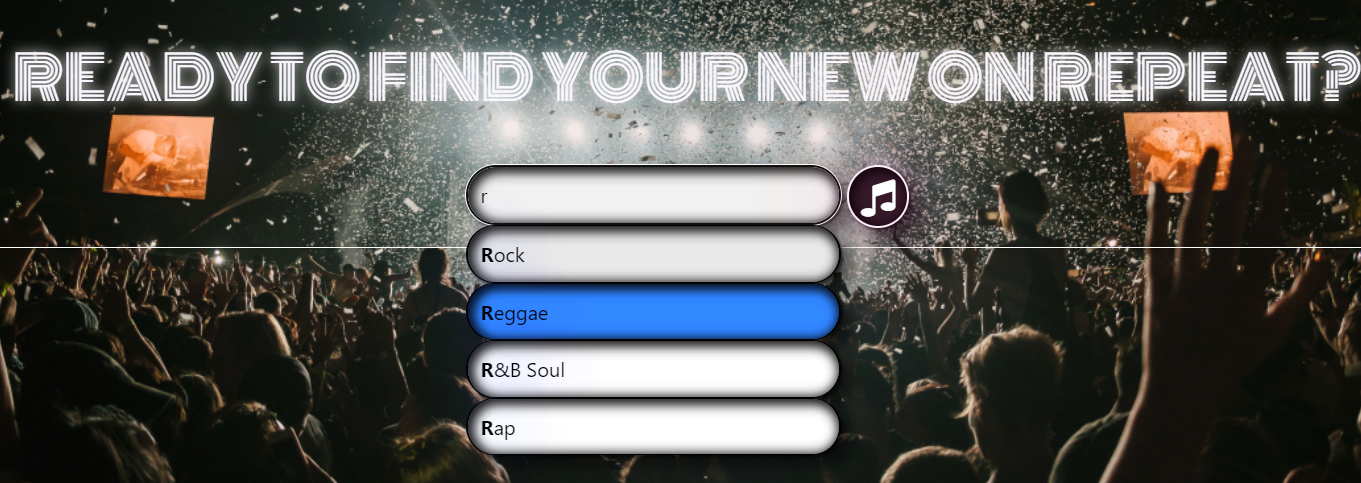 READY TO FIND YOUR NEW ON REPEAT?
r
Rock
Reggae
R&B Soul
Rap